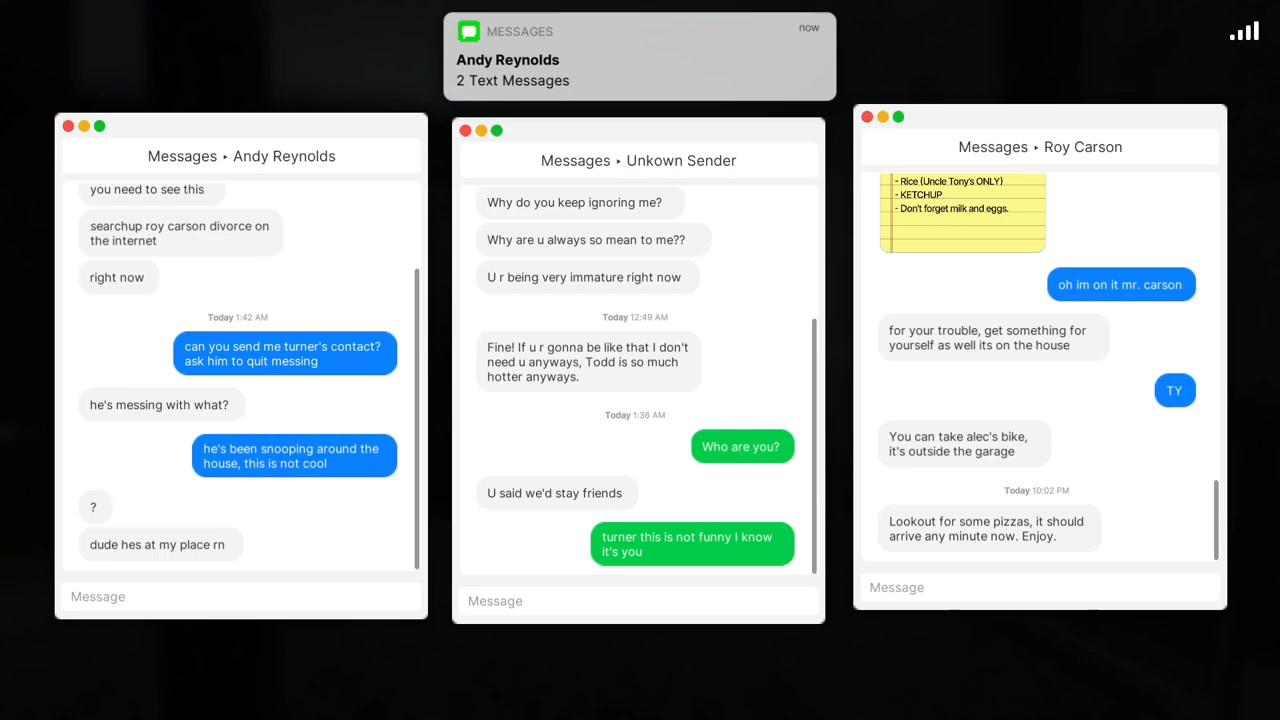 MESSAGES
now
Andy Reynolds
2 Text Messages
Messages ▸ Andy Reynolds
you need to see this
searchup roy carson divorce on
the internet
right now
Today 1:42 AM
can you send me turner's contact?
ask him to quit messing
he's messing with what?
he's been snooping around the
house, this is not cool
?
dude hes at my place rn
Message
Messages ▸ Unkown Sender
Why do you keep ignoring me?
Why are u always so mean to me??
U r being very immature right now
Today 12:49 AM
Fine! If u r gonna be like that I don't
need u anyways, Todd is so much
hotter anyways.
Today 1:36 AM
Who are you?
U said we'd stay friends
turner this is not funny I know
it's you
Message
Messages ▸ Roy Carson
- Rice (Uncle Tony's ONLY)
- KETCHUP
- Don't forget milk and eggs.
oh im on it mr. carson
for your trouble, get something for
yourself as well its on the house
TY
You can take alec's bike,
it's outside the garage
Today 10:02 PM
Lookout for some pizzas, it should
arrive any minute now. Enjoy.
Message